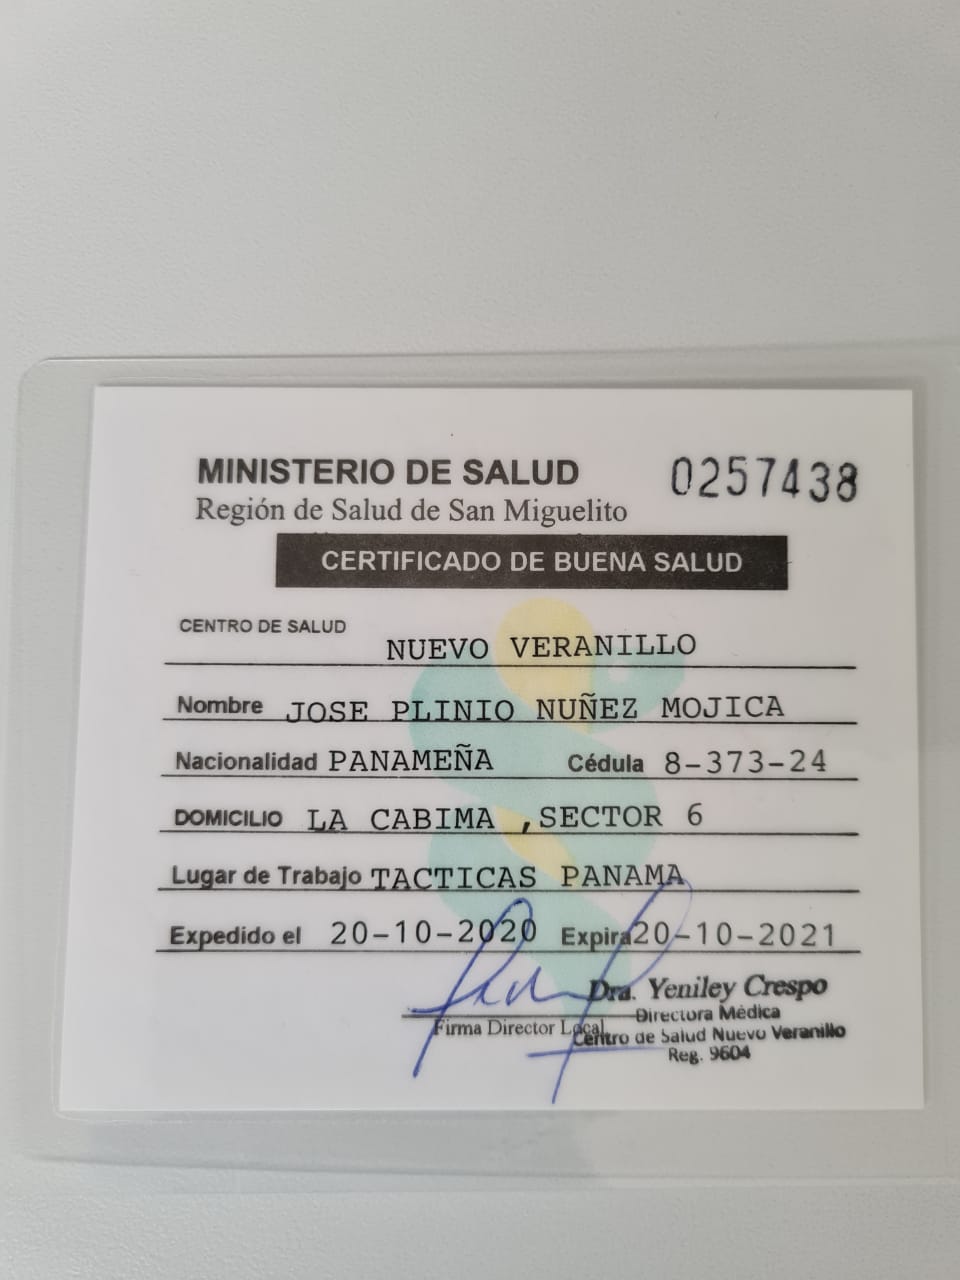 MINISTERIO DE SALUD
0257438
Región de Salud de San Miguelito
CERTIFICADO DE BUENA SALUD
CENTRO DE SALUD NUEVO VERANILLO
Nombre JOSE PLINIO NUÑEZ MOJICA
Nacionalidad PANAMEÑA Cédula 8-373-24
DOMICILIO LA CABIMA ,SECTOR 6
Lugar de Trabajo TACTICAS PANAMA
Expedido el 20-10-2020 Expira 20-10-2021
Dra. Yeniley Crespo
Directora Médica
Firma Director Local
Centro de Salud Nuevo Veranillo
Reg. 9604